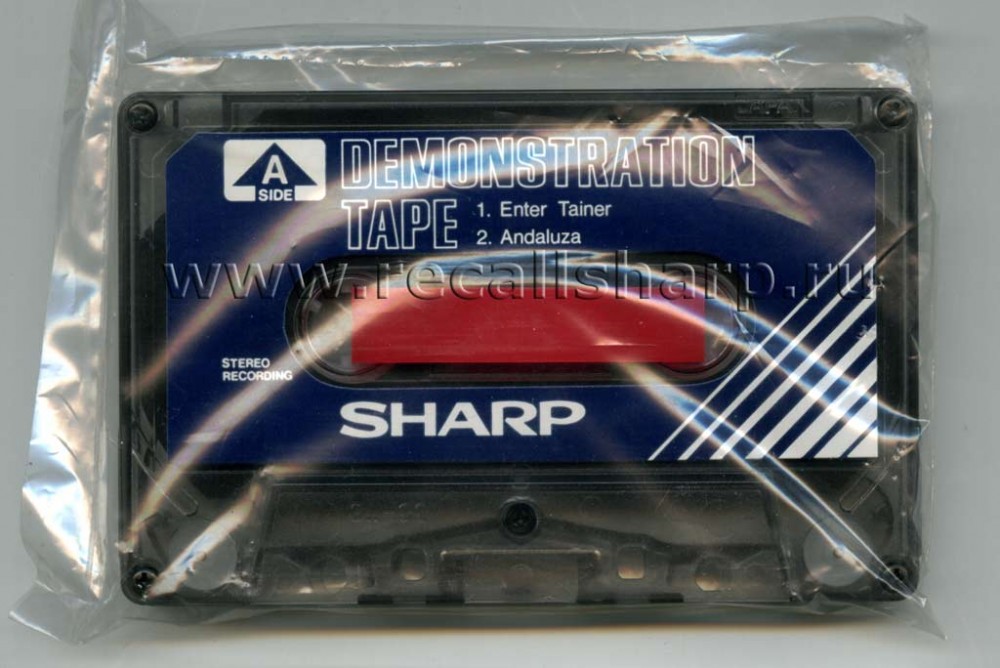 A
SIDE
DEMONSTRATION
TAPE
1. Enter Tainer
2. Andaluza
www.recallsharp.ru
STEREO
RECORDING
SHARP